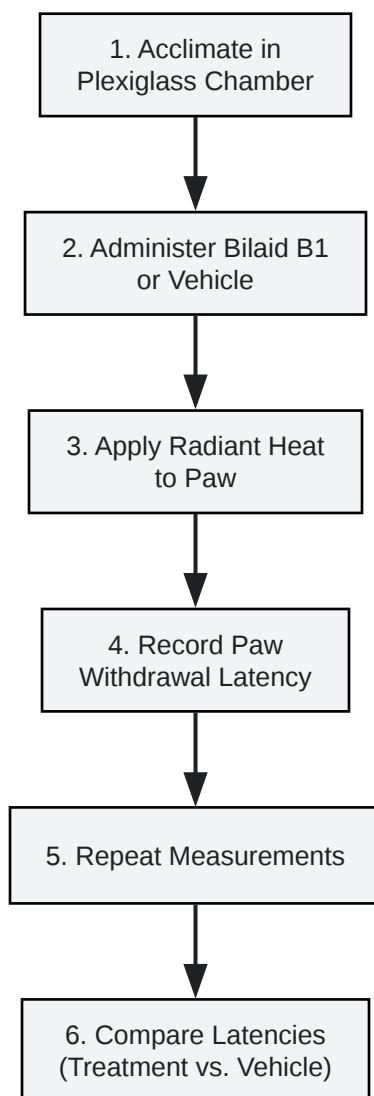 1. Acclimate in
Plexiglass Chamber
2. Administer Bilaid B1
or Vehicle
3. Apply Radiant Heat
to Paw
4. Record Paw
Withdrawal Latency
5. Repeat Measurements
6. Compare Latencies
(Treatment vs. Vehicle)